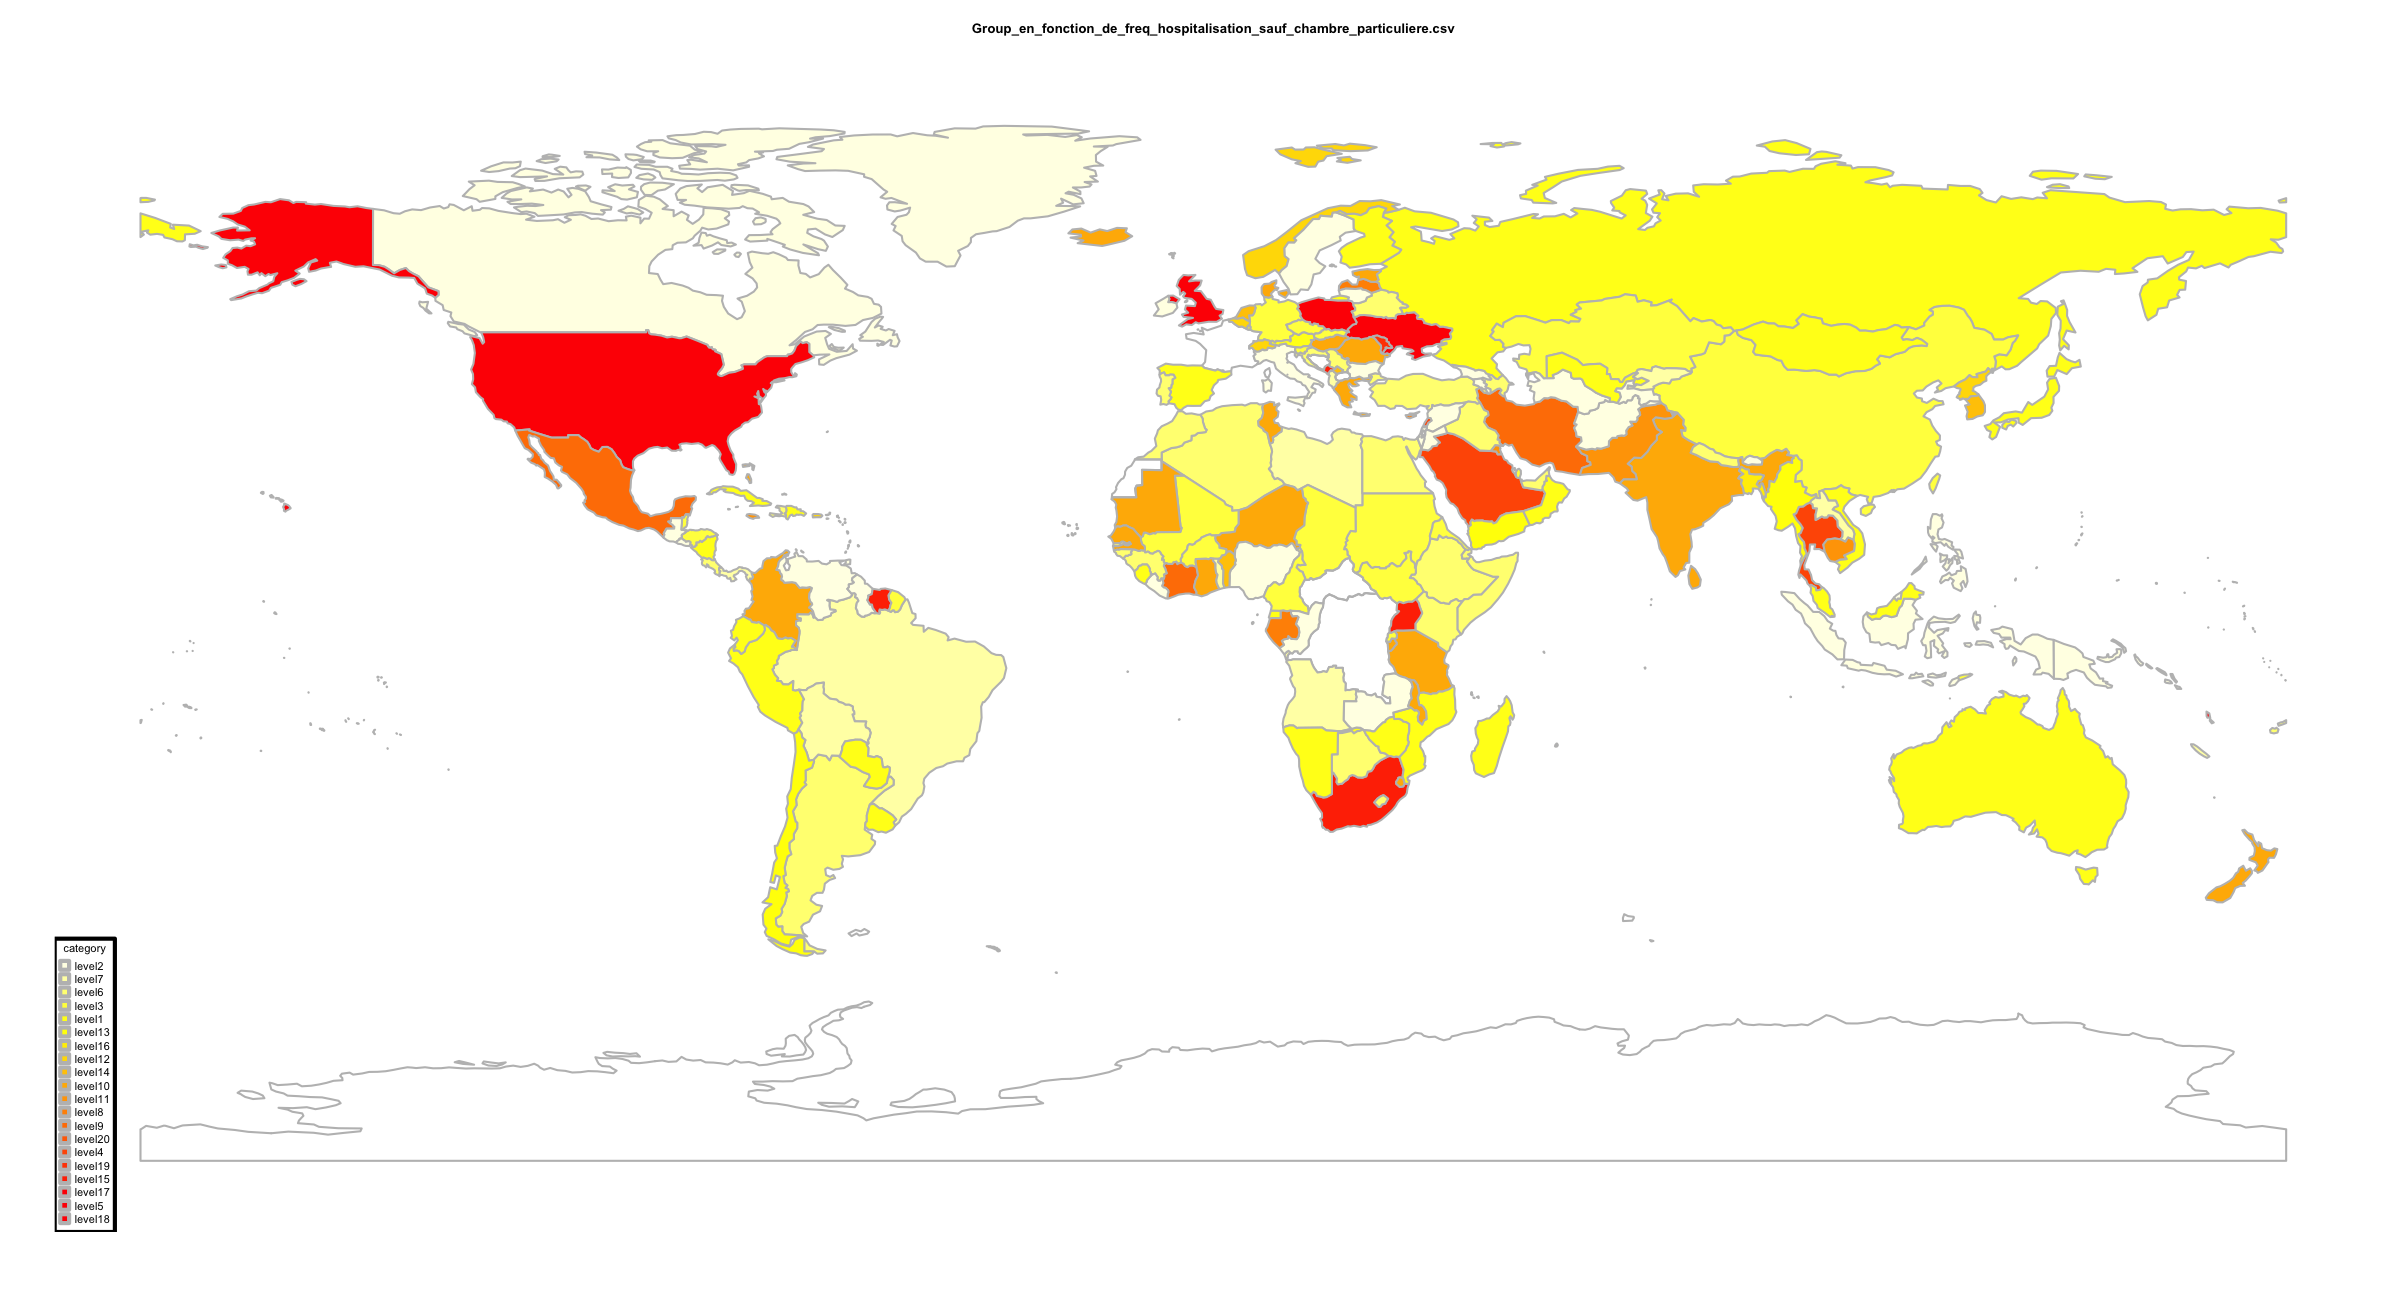 Group_en_fonction_de_freq_hospitalisation_sauf_chambre_particuliere.csv
category
level2
level7
level6
level3
level1
level13
level16
level12
level14
level10
level11
level8
level9
level20
level4
level19
level15
level17
level5
level18